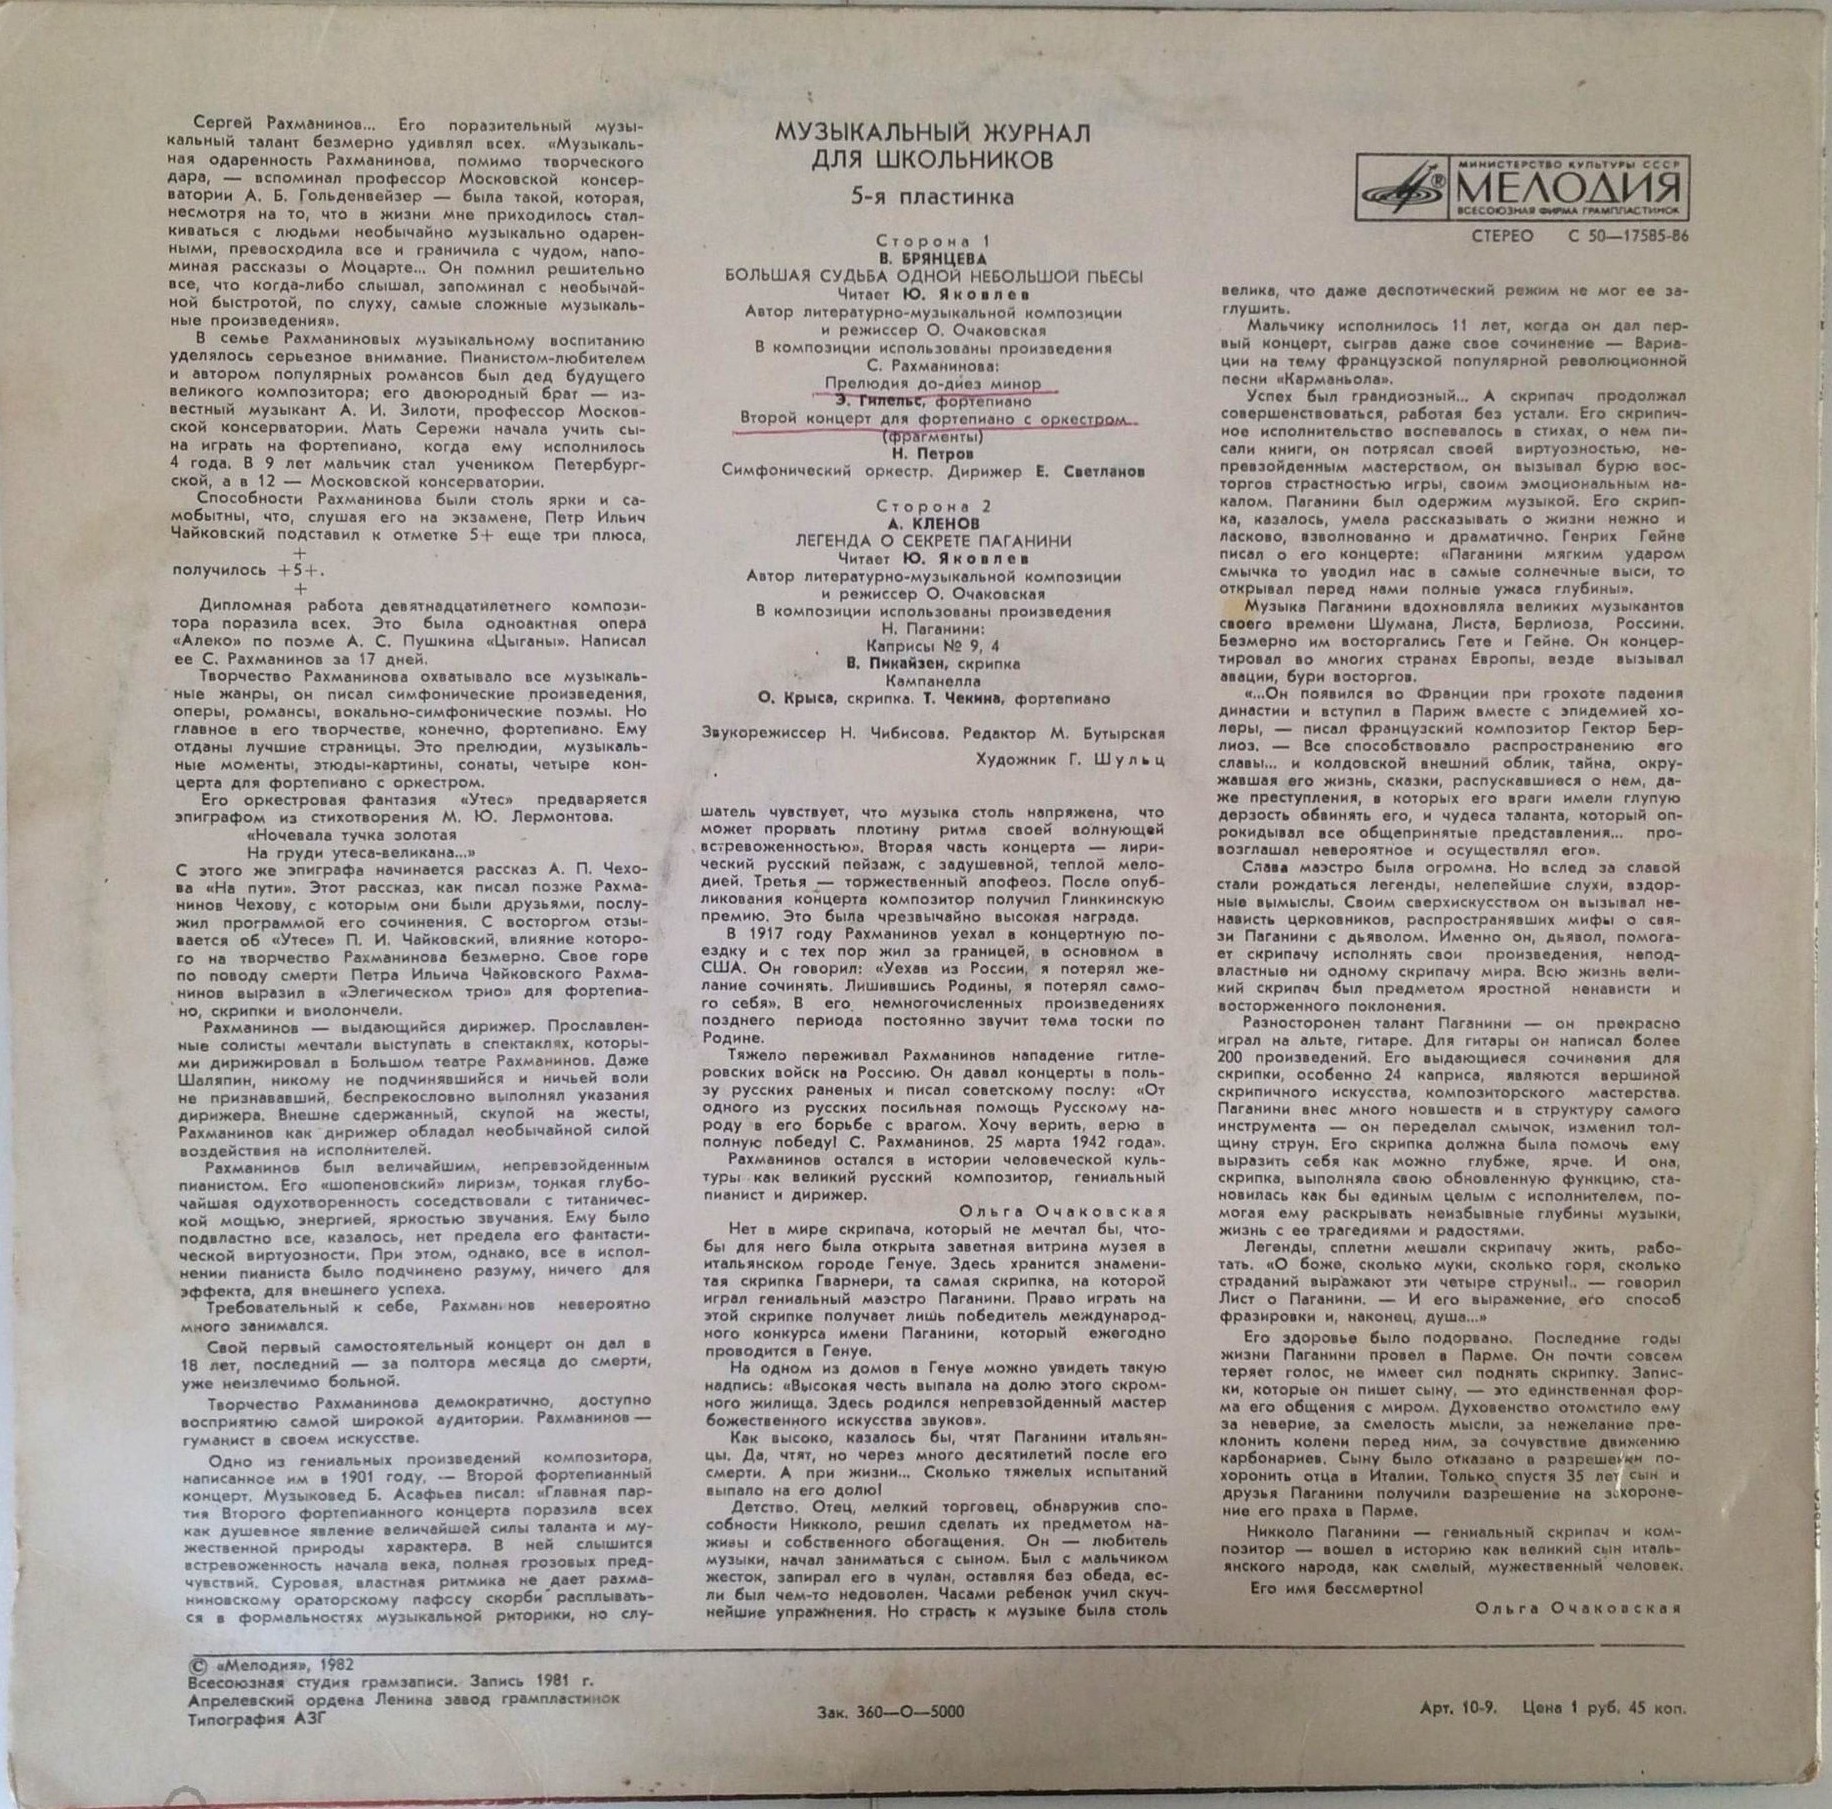 Сергей Рахманинов... Его поразительный музы-
кальный талант безмерно удивлял всех. «Музыкаль-
ная одаренность Рахманинова, помимо творческого
дара, — вспоминал профессор Московской консер-
ватории А. Б. Гольденвейзер — была такой, которая,
несмотря на то, что в жизни мне приходилось стал-
киваться с людьми необычайно музыкально одарен-
ными, превосходила все и граничила с чудом, напо-
миная рассказы о Моцарте... Он помнил решительно
все, что когда-либо слышал, запоминал с необычай-
ной быстротой, по слуху, самые сложные музыкаль-
ные произведения».
В семье Рахманиновых музыкальному воспитанию
уделялось серьезное внимание. Пианистом-любителем
и автором популярных романсов был дед будущего
великого композитора; его двоюродный брат — из-
вестный музыкант А. И. Зилоти, профессор Москов-
ской консерватории. Мать Сережи начала учить сы-
на играть на фортепиано, когда ему исполнилось
4 года. В 9 лет мальчик стал учеником Петербург-
ской, а в 12 — Московской консерватории.
Способности Рахманинова были столь ярки и са-
мобытны, что, слушая его на экзамене, Петр Ильич
Чайковский подставил к отметке 5+ еще три плюса,
+
получилось +5+.
+
Дипломная работа девятнадцатилетнего компози-
тора поразила всех. Это была одноактная опера
«Алеко» по поэме А. С. Пушкина «Цыганы». Написал
ее С. Рахманинов за 17 дней.
Творчество Рахманинова охватывало все музыкаль-
ные жанры, он писал симфонические произведения,
оперы, романсы, вокально-симфонические поэмы. Но
главное в его творчестве, конечно, фортепиано. Ему
отданы лучшие страницы. Это прелюдии, музыкаль-
ные моменты, этюды-картины, сонаты, четыре кон-
церта для фортепиано с оркестром.
Его оркестровая фантазия «Утес» предваряется
эпиграфом из стихотворения М. Ю. Лермонтова.
«Ночевала тучка золотая
На груди утеса-великана...»
С этого же эпиграфа начинается рассказ А. П. Чехо-
ва «На пути». Этот рассказ, как писал позже Рахма-
нинов Чехову, с которым они были друзьями, послу-
жил программой его сочинения. С восторгом отзы-
вается об «Утесе» П. И. Чайковский, влияние которо-
го на творчество Рахманинова безмерно. Свое горе
по поводу смерти Петра Ильича Чайковского Рахма-
нинов выразил в «Элегическом трио» для фортепиа-
но, скрипки и виолончели.
Рахманинов — выдающийся дирижер. Прославлен-
ные солисты мечтали выступать в спектаклях, которы-
ми дирижировал в Большом театре Рахманинов. Даже
Шаляпин, никому не подчинявшийся и ничьей воли
не признававший, беспрекословно выполнял указания
дирижера. Внешне сдержанный, скупой на жесты,
Рахманинов как дирижер обладал необычайной силой
воздействия на исполнителей.
Рахманинов был величайшим, непревзойденным
пианистом. Его «шопеновский» лиризм, тонкая глубо-
чайшая одухотворенность соседствовали с титаничес-
кой мощью, энергией, яркостью звучания. Ему было
подвластно все, казалось, нет предела его фантасти-
ческой виртуозности. При этом, однако, все в испол-
нении пианиста было подчинено разуму, ничего для
эффекта, для внешнего успеха.
Требовательный к себе, Рахманинов невероятно
много занимался.
Свой первый самостоятельный концерт он дал в
18 лет, последний — за полтора месяца до смерти,
уже неизлечимо больной.
Творчество Рахманинова демократично, доступно
восприятию самой широкой аудитории. Рахманинов —
гуманист в своем искусстве.
Одно из гениальных произведений композитора,
написанное им в 1901 году, — Второй фортепианный
концерт. Музыковед Б. Асафьев писал: «Главная пар-
тия Второго фортепианного концерта поразила всех
как душевное явление величайшей силы таланта и му-
жественной природы характера. В ней слышится
встревоженность начала века, полная грозовых пред-
чувствий. Суровая, властная ритмика не дает рахма-
ниновскому ораторскому пафосу скорби расплывать-
ся в формальностях музыкальной риторики, но слу-
МУЗЫКАЛЬНЫЙ ЖУРНАЛ
ДЛЯ ШКОЛЬНИКОВ
5-я пластинка
Сторона 1
В. БРЯНЦЕВА
БОЛЬШАЯ СУДЬБА ОДНОЙ НЕБОЛЬШОЙ ПЬЕСЫ
Читает Ю. Яковлев
Автор литературно-музыкальной композиции
и режиссер О. Очаковская
В композиции использованы произведения
С. Рахманинова:
Прелюдия до-диез минор
Э. Гилельс, фортепиано
Второй концерт для фортепиано с оркестром
(фрагменты)
Н. Петров
Симфонический оркестр. Дирижер Е. Светланов
Сторона 2
А. КЛЕНОВ
ЛЕГЕНДА О СЕКРЕТЕ ПАГАНИНИ
Читает Ю. Яковлев
Автор литературно-музыкальной композиции
и режиссер О. Очаковская
В композиции использованы произведения
Н. Паганини:
Каприсы № 9, 4
В. Пикайзен, скрипка
Кампанелла
О. Крыса, скрипка. Т. Чекина, фортепиано
Звукорежиссер Н. Чибисова. Редактор М. Бутырская
Художник Г. Шульц
шатель чувствует, что музыка столь напряжена, что
может прорвать плотину ритма своей волнующей
встревоженностью». Вторая часть концерта — лири-
ческий русский пейзаж, с задушевной, теплой мело-
дией. Третья — торжественный апофеоз. После опуб-
ликования концерта композитор получил Глинкинскую
премию. Это была чрезвычайно высокая награда.
В 1917 году Рахманинов уехал в концертную по-
ездку и с тех пор жил за границей, в основном в
США. Он говорил: «Уехав из России, я потерял же-
лание сочинять. Лишившись Родины, я потерял само-
го себя». В его немногочисленных произведениях
позднего периода постоянно звучит тема тоски по
Родине.
Тяжело переживал Рахманинов нападение гитле-
ровских войск на Россию. Он давал концерты в поль-
зу русских раненых и писал советскому послу: «От
одного из русских посильная помощь Русскому на-
роду в его борьбе с врагом. Хочу верить, верю в
полную победу! С. Рахманинов. 25 марта 1942 года».
Рахманинов остался в истории человеческой куль-
туры как великий русский композитор, гениальный
пианист и дирижер.
Ольга Очаковская
Нет в мире скрипача, который не мечтал бы, что-
бы для него была открыта заветная витрина музея в
итальянском городе Генуе. Здесь хранится знамени-
тая скрипка Гварнери, та самая скрипка, на которой
играл гениальный маэстро Паганини. Право играть на
этой скрипке получает лишь победитель международ-
ного конкурса имени Паганини, который ежегодно
проводится в Генуе.
На одном из домов в Генуе можно увидеть такую
надпись: «Высокая честь выпала на долю этого скром-
ного жилища. Здесь родился непревзойденный мастер
божественного искусства звуков».
Как высоко, казалось бы, чтят Паганини итальян-
цы. Да, чтят, но через много десятилетий после его
смерти. А при жизни... Сколько тяжелых испытаний
выпало на его долю!
Детство. Отец, мелкий торговец, обнаружив спо-
собности Никколо, решил сделать их предметом на-
живы и собственного обогащения. Он — любитель
музыки, начал заниматься с сыном. Был с мальчиком
жесток, запирал его в чулан, оставляя без обеда, ес-
ли был чем-то недоволен. Часами ребенок учил скуч-
нейшие упражнения. Но страсть к музыке была столь
МИНИСТЕРСТВО КУЛЬТУРЫ СССР
МЕЛОДИЯ
ВСЕСОЮЗНАЯ ФИРМА ГРАМПЛАСТИНОК
СТЕРЕО С 50—17585-86
велика, что даже деспотический режим не мог ее за-
глушить.
Мальчику исполнилось 11 лет, когда он дал пер-
вый концерт, сыграв даже свое сочинение — Вариа-
ции на тему французской популярной революционной
песни «Карманьола».
Успех был грандиозный... А скрипач продолжал
совершенствоваться, работая без устали. Его скрипич-
ное исполнительство воспевалось в стихах, о нем пи-
сали книги, он потрясал своей виртуозностью, не-
превзойденным мастерством, он вызывал бурю вос-
торгов страстностью игры, своим эмоциональным на-
калом. Паганини был одержим музыкой. Его скрип-
ка, казалось, умела рассказывать о жизни нежно и
ласково, взволнованно и драматично. Генрих Гейне
писал о его концерте: «Паганини мягким ударом
смычка то уводил нас в самые солнечные выси, то
открывал перед нами полные ужаса глубины».
Музыка Паганини вдохновляла великих музыкантов
своего времени Шумана, Листа, Берлиоза, Россини.
Безмерно им восторгались Гете и Гейне. Он концер-
тировал во многих странах Европы, везде вызывал
авации, бури восторгов.
«...Он появился во Франции при грохоте падения
династии и вступил в Париж вместе с эпидемией хо-
леры, — писал французский композитор Гектор Бер-
лиоз. — Все способствовало распространению его
славы... и колдовской внешний облик, тайна, окру-
жавшая его жизнь, сказки, распускавшиеся о нем, да-
же преступления, в которых его враги имели глупую
дерзость обвинять его, и чудеса таланта, который оп-
рокидывал все общепринятые представления... про-
возглашал невероятное и осуществлял его».
Слава маэстро была огромна. Но вслед за славой
стали рождаться легенды, нелепейшие слухи, вздор-
ные вымыслы. Своим сверхискусством он вызывал не-
нависть церковников, распространявших мифы о свя-
зи Паганини с дьяволом. Именно он, дьявол, помога-
ет скрипачу исполнять свои произведения, непод-
властные ни одному скрипачу мира. Всю жизнь вели-
кий скрипач был предметом яростной ненависти и
восторженного поклонения.
Разносторонен талант Паганини — он прекрасно
играл на альте, гитаре. Для гитары он написал более
200 произведений. Его выдающиеся сочинения для
скрипки, особенно 24 каприса, являются вершиной
скрипичного искусства, композиторского мастерства.
Паганини внес много новшеств и в структуру самого
инструмента — он переделал смычок, изменил тол-
щину струн. Его скрипка должна была помочь ему
выразить себя как можно глубже, ярче. И она,
скрипка, выполняла свою обновленную функцию, ста-
новилась как бы единым целым с исполнителем, по-
могая ему раскрывать неизбывные глубины музыки,
жизнь с ее трагедиями и радостями.
Легенды, сплетни мешали скрипачу жить, рабо-
тать. «О боже, сколько муки, сколько горя, сколько
страданий выражают эти четыре струны!.. — говорил
Лист о Паганини. — И его выражение, его способ
фразировки и, наконец, душа...»
Его здоровье было подорвано. Последние годы
жизни Паганини провел в Парме. Он почти совсем
теряет голос, не имеет сил поднять скрипку. Запис-
ки, которые он пишет сыну, — это единственная фор-
ма его общения с миром. Духовенство отомстило ему
за неверие, за смелость мысли, за нежелание пре-
клонить колени перед ним, за сочувствие движению
карбонариев. Сыну было отказано в разрешении по-
хоронить отца в Италии. Только спустя 35 лет сын и
друзья Паганини получили разрешение на захороне-
ние его праха в Парме.
Никколо Паганини — гениальный скрипач и ком-
позитор — вошел в историю как великий сын италь-
янского народа, как смелый, мужественный человек.
Его имя бессмертно!
Ольга Очаковская
© «Мелодия», 1982
Всесоюзная студия грамзаписи. Запись 1981 г.
Апрелевский ордена Ленина завод грампластинок
Типография АЗГ
Зак. 360—О—5000
Арт. 10-9. Цена 1 руб. 45 коп.